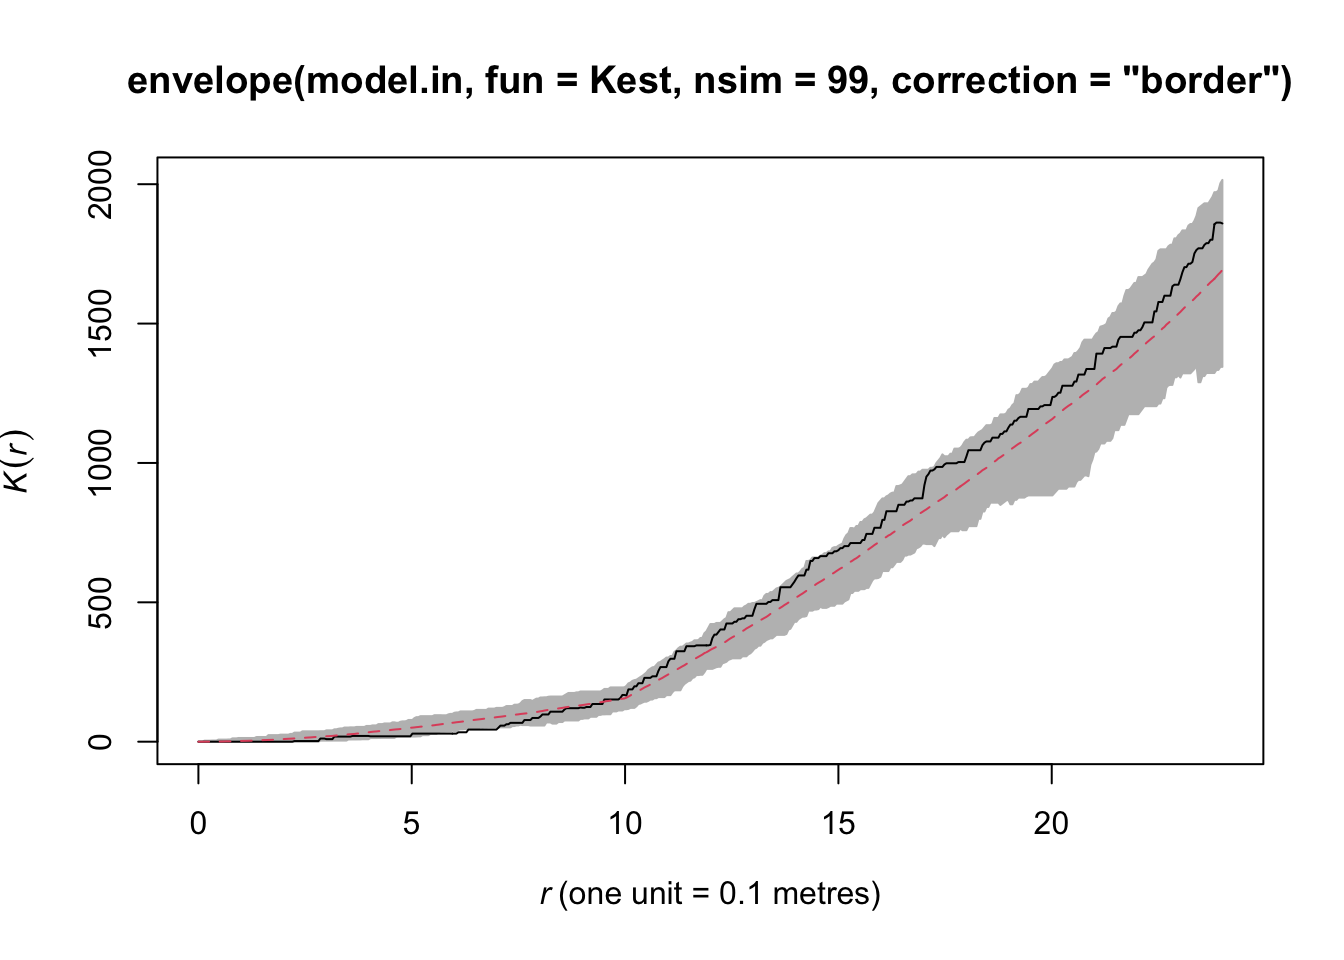 envelope(model.in, fun = Kest, nsim = 99, correction = "border")
2000
1500
1000
500
0
K(r)
0 5 10 15 20
r (one unit = 0.1 metres)